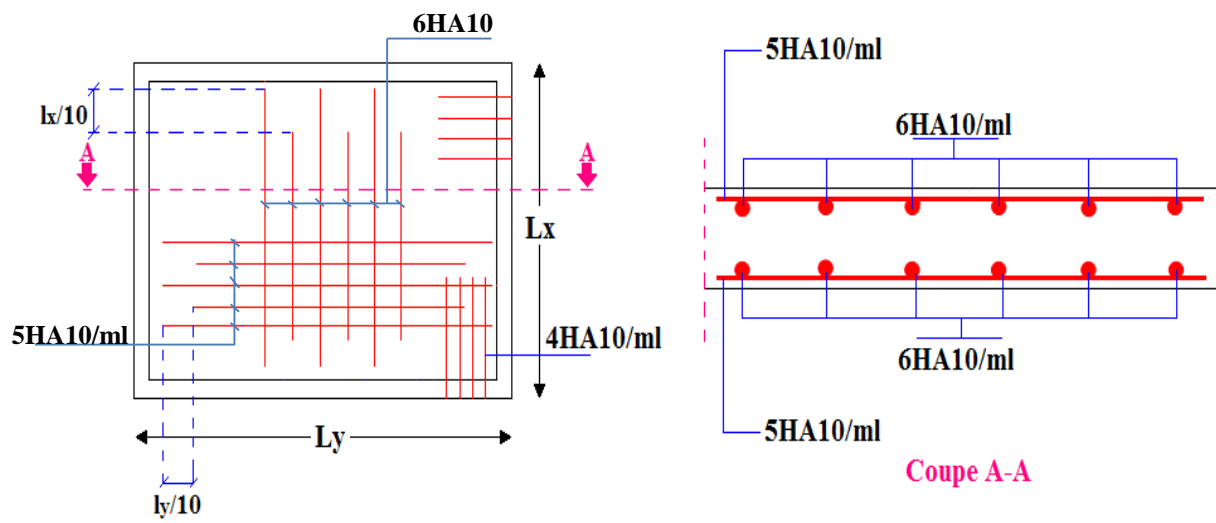 6HA10
lx/10
A
A
Lx
5HA10/ml
4HA10/ml
Ly
ly/10
5HA10/ml
6HA10/ml
6HA10/ml
5HA10/ml
Coupe A-A